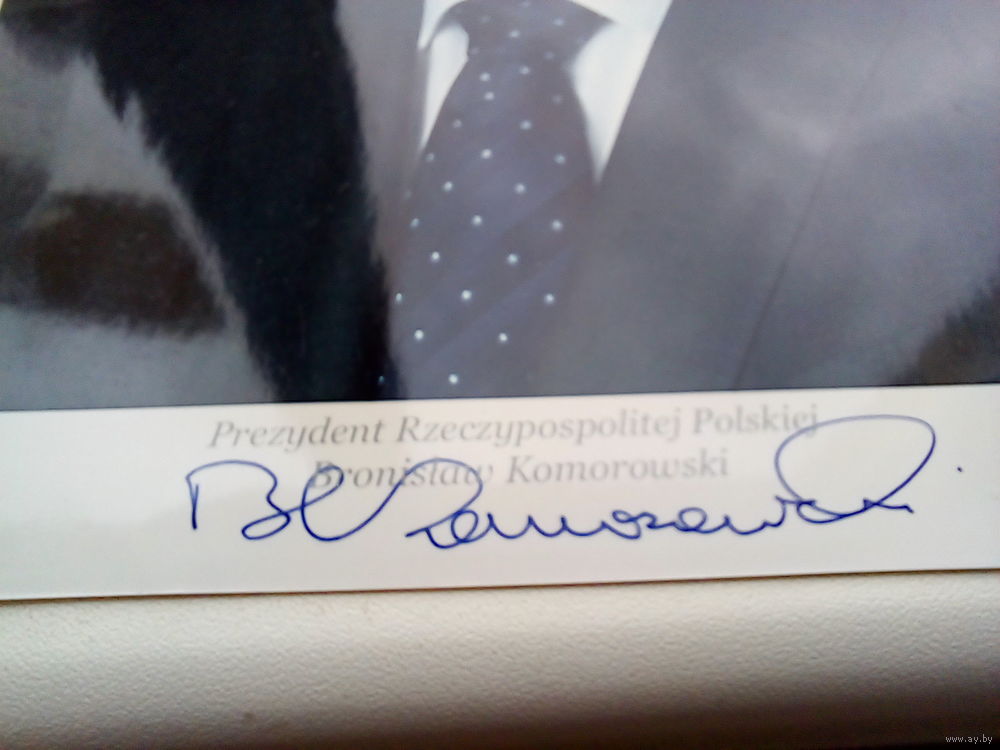 Prezydent Rzeczypospolitej Polskiej
Bronisław Komorowski
www.ay.by